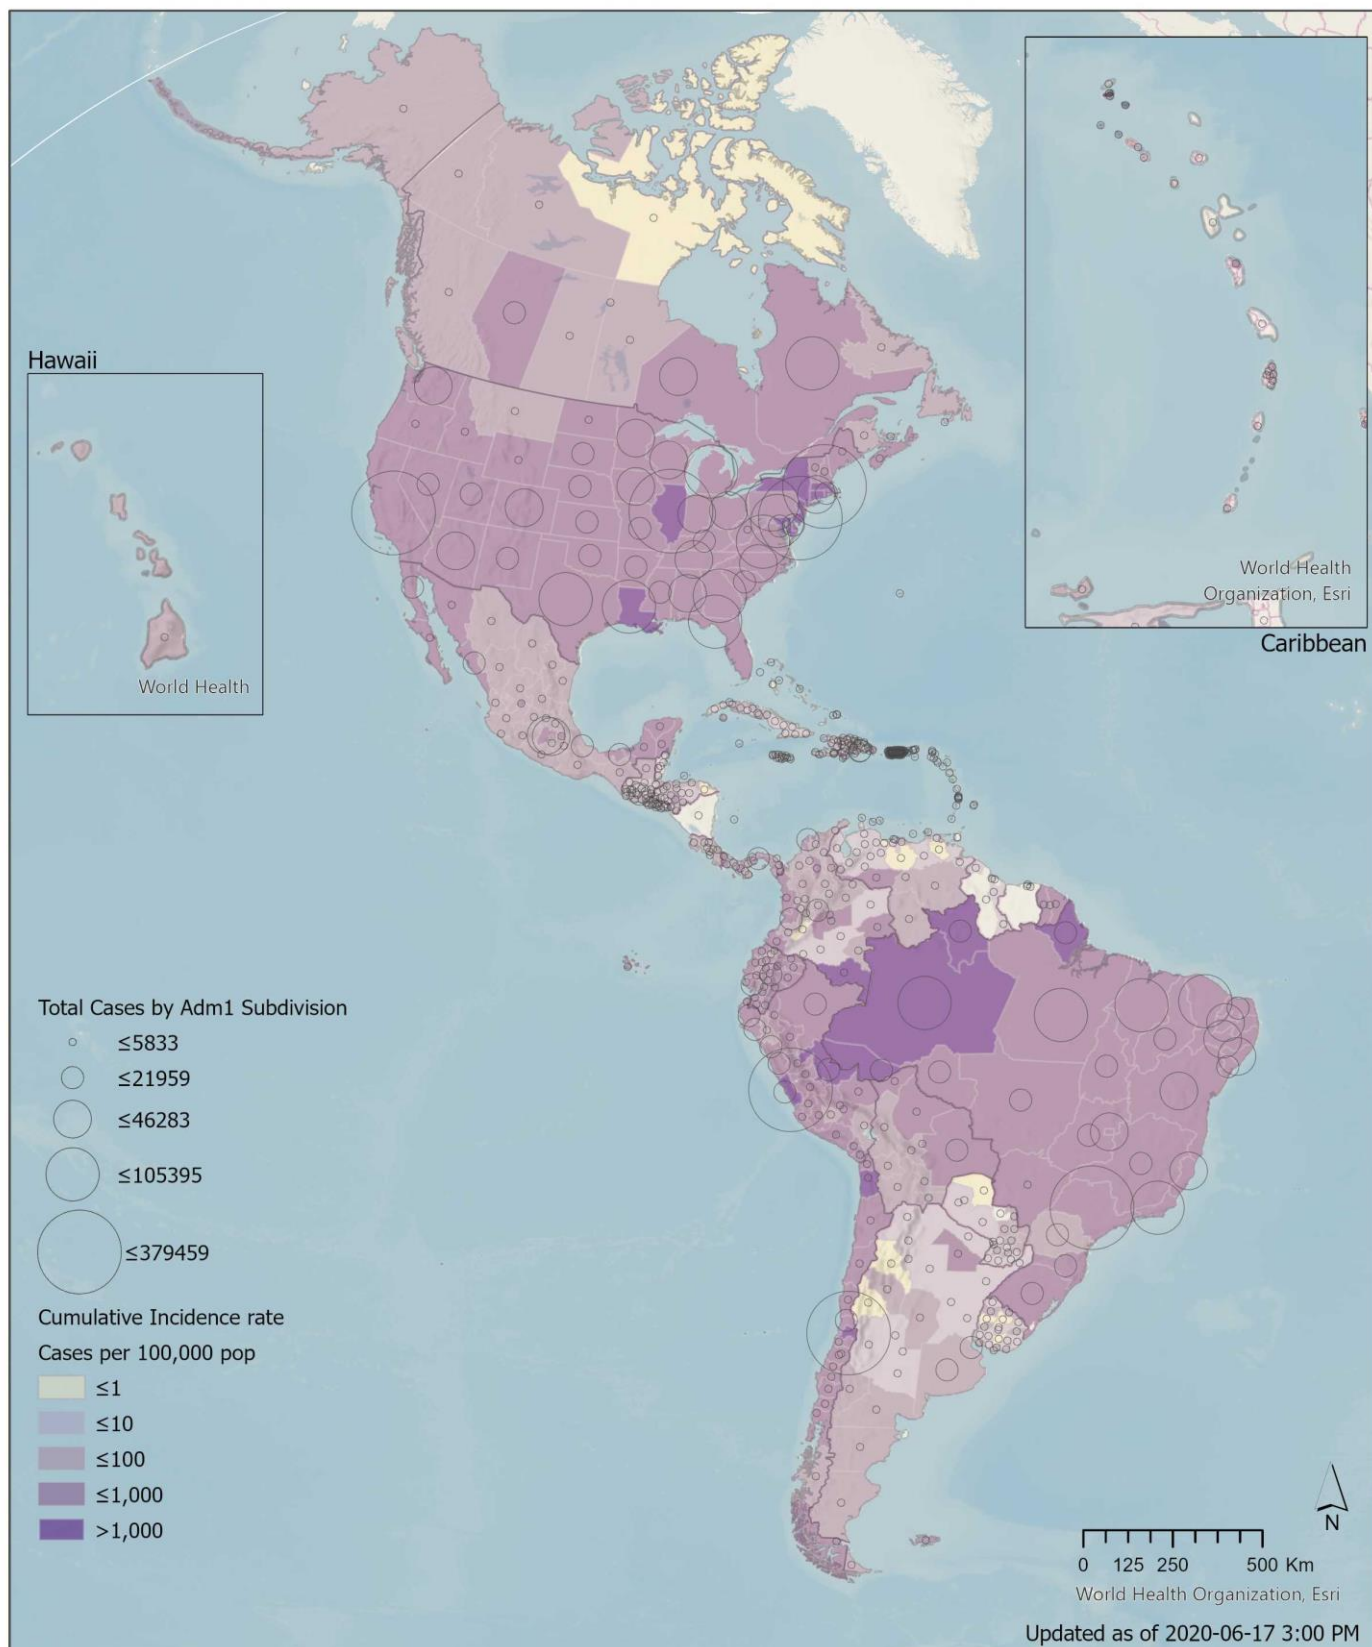 Hawaii
World Health
World Health
Organization, Esri
Caribbean
Total Cases by Adm1 Subdivision
≤5833
≤21959
≤46283
≤105395
≤379459
Cumulative Incidence rate
Cases per 100,000 pop
≤1
≤10
≤100
≤1,000
>1,000
N
0 125 250 500 Km
World Health Organization, Esri
Updated as of 2020-06-17 3:00 PM